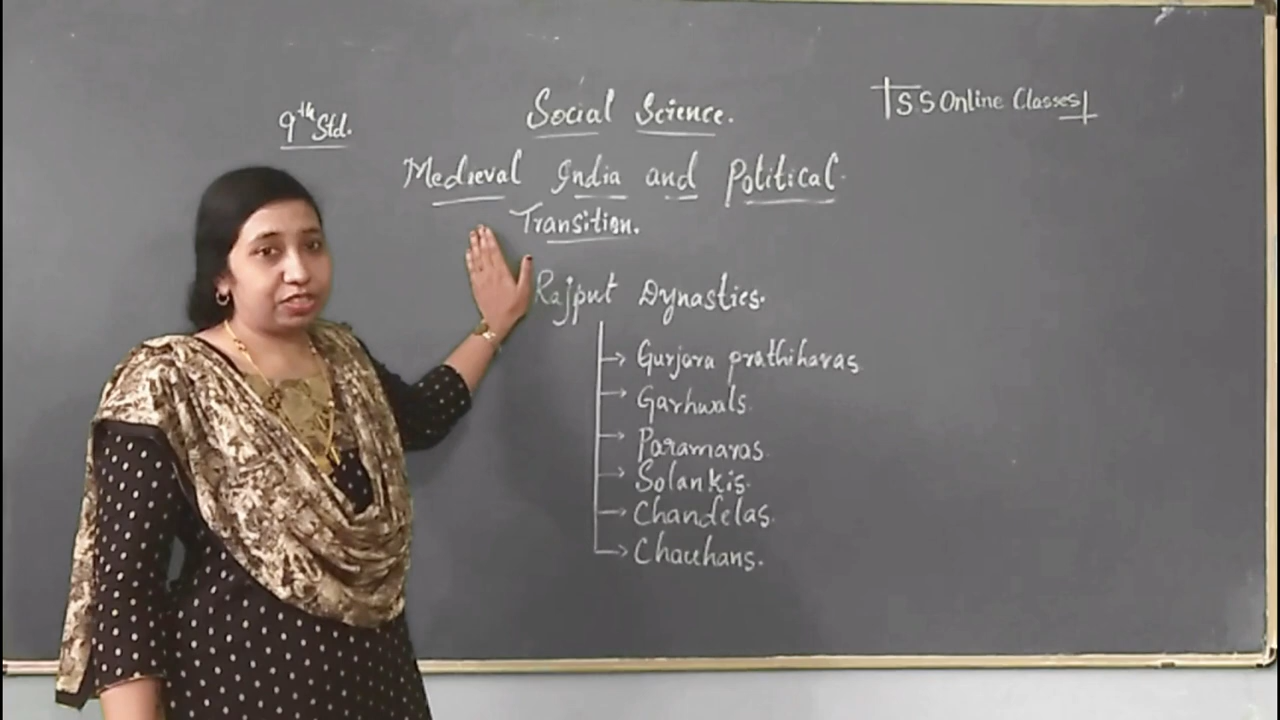 9th Std.
Social Science.
TSS Online Classes
Medieval India and Political
Transition.
Rajput Dynasties.
Gurjara prathiharas
Garhwals.
Paramaras
Solankis.
Chandelas.
Chauhans.